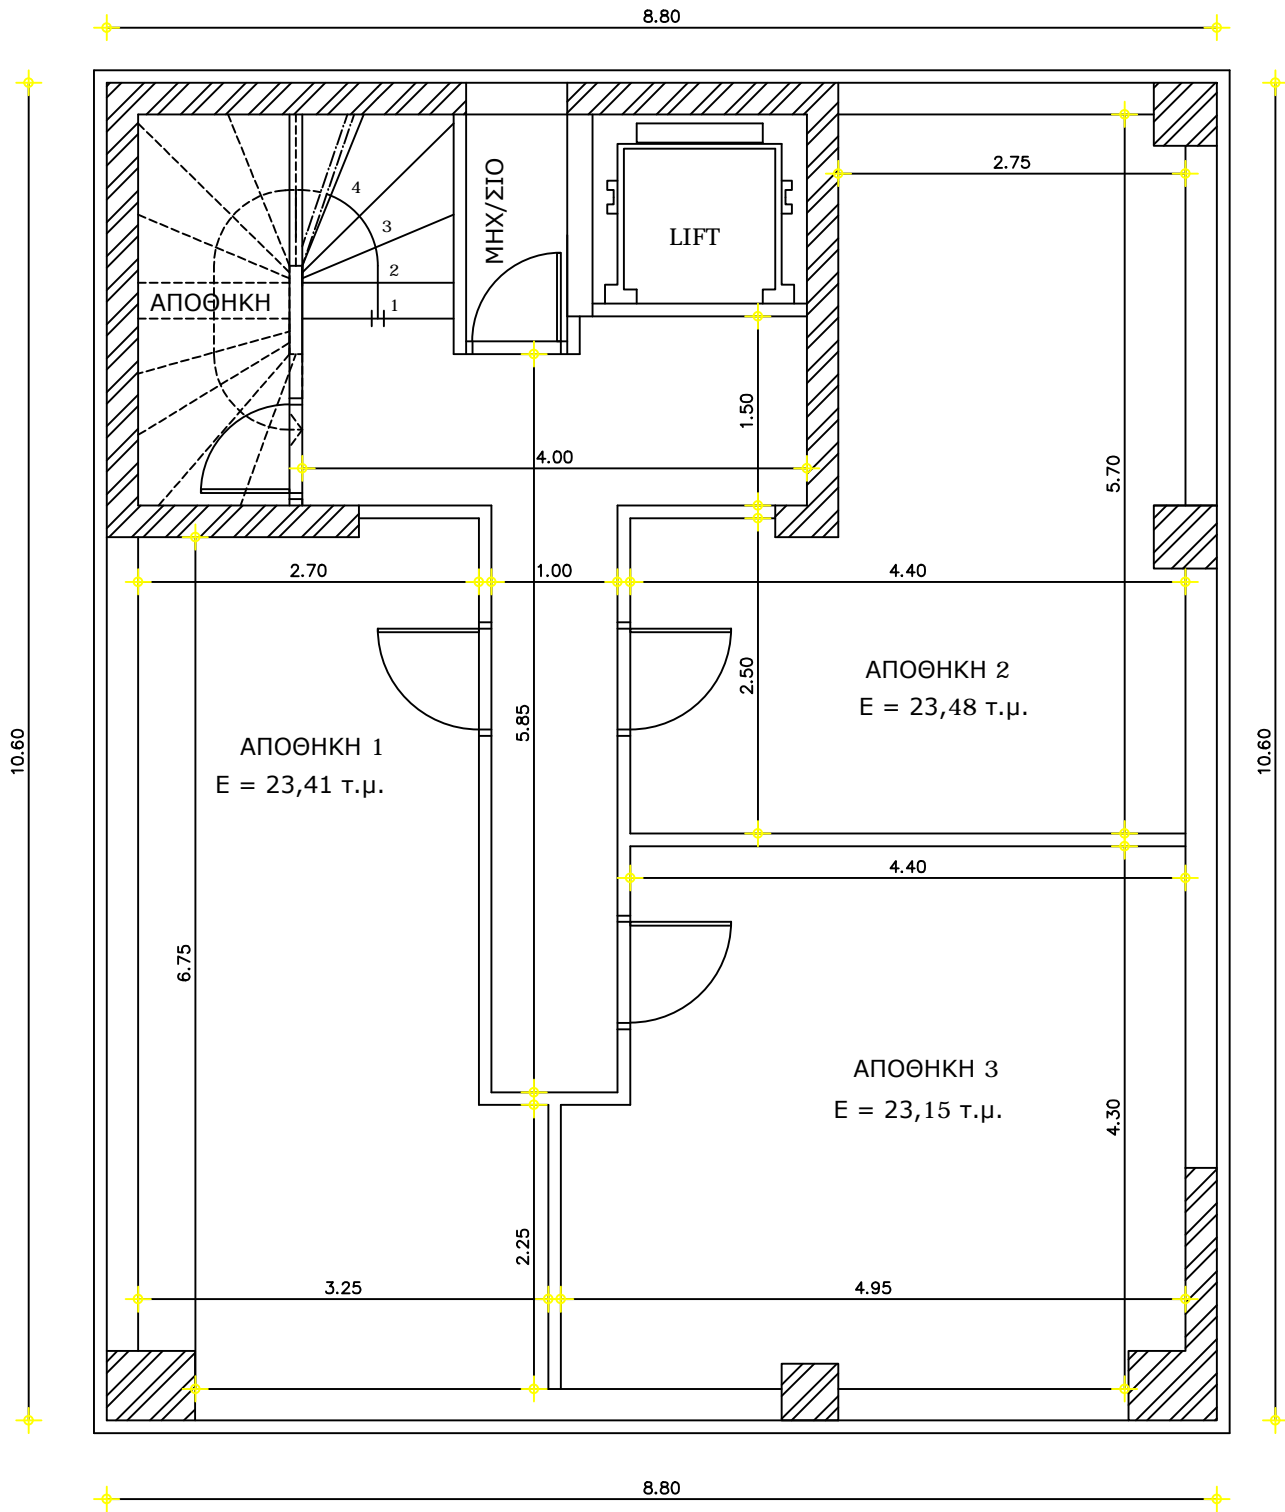 8.80
2.75
4
3
2
1
ΜΗΧ/ΣΙΟ
LIFT
ΑΠΟΘΗΚΗ
1.50
4.00
5.70
2.70
1.00
4.40
2.50
ΑΠΟΘΗΚΗ 2
Ε = 23,48 τ.μ.
5.85
ΑΠΟΘΗΚΗ 1
Ε = 23,41 τ.μ.
10.60
10.60
4.40
6.75
ΑΠΟΘΗΚΗ 3
Ε = 23,15 τ.μ.
4.30
2.25
3.25
4.95
8.80